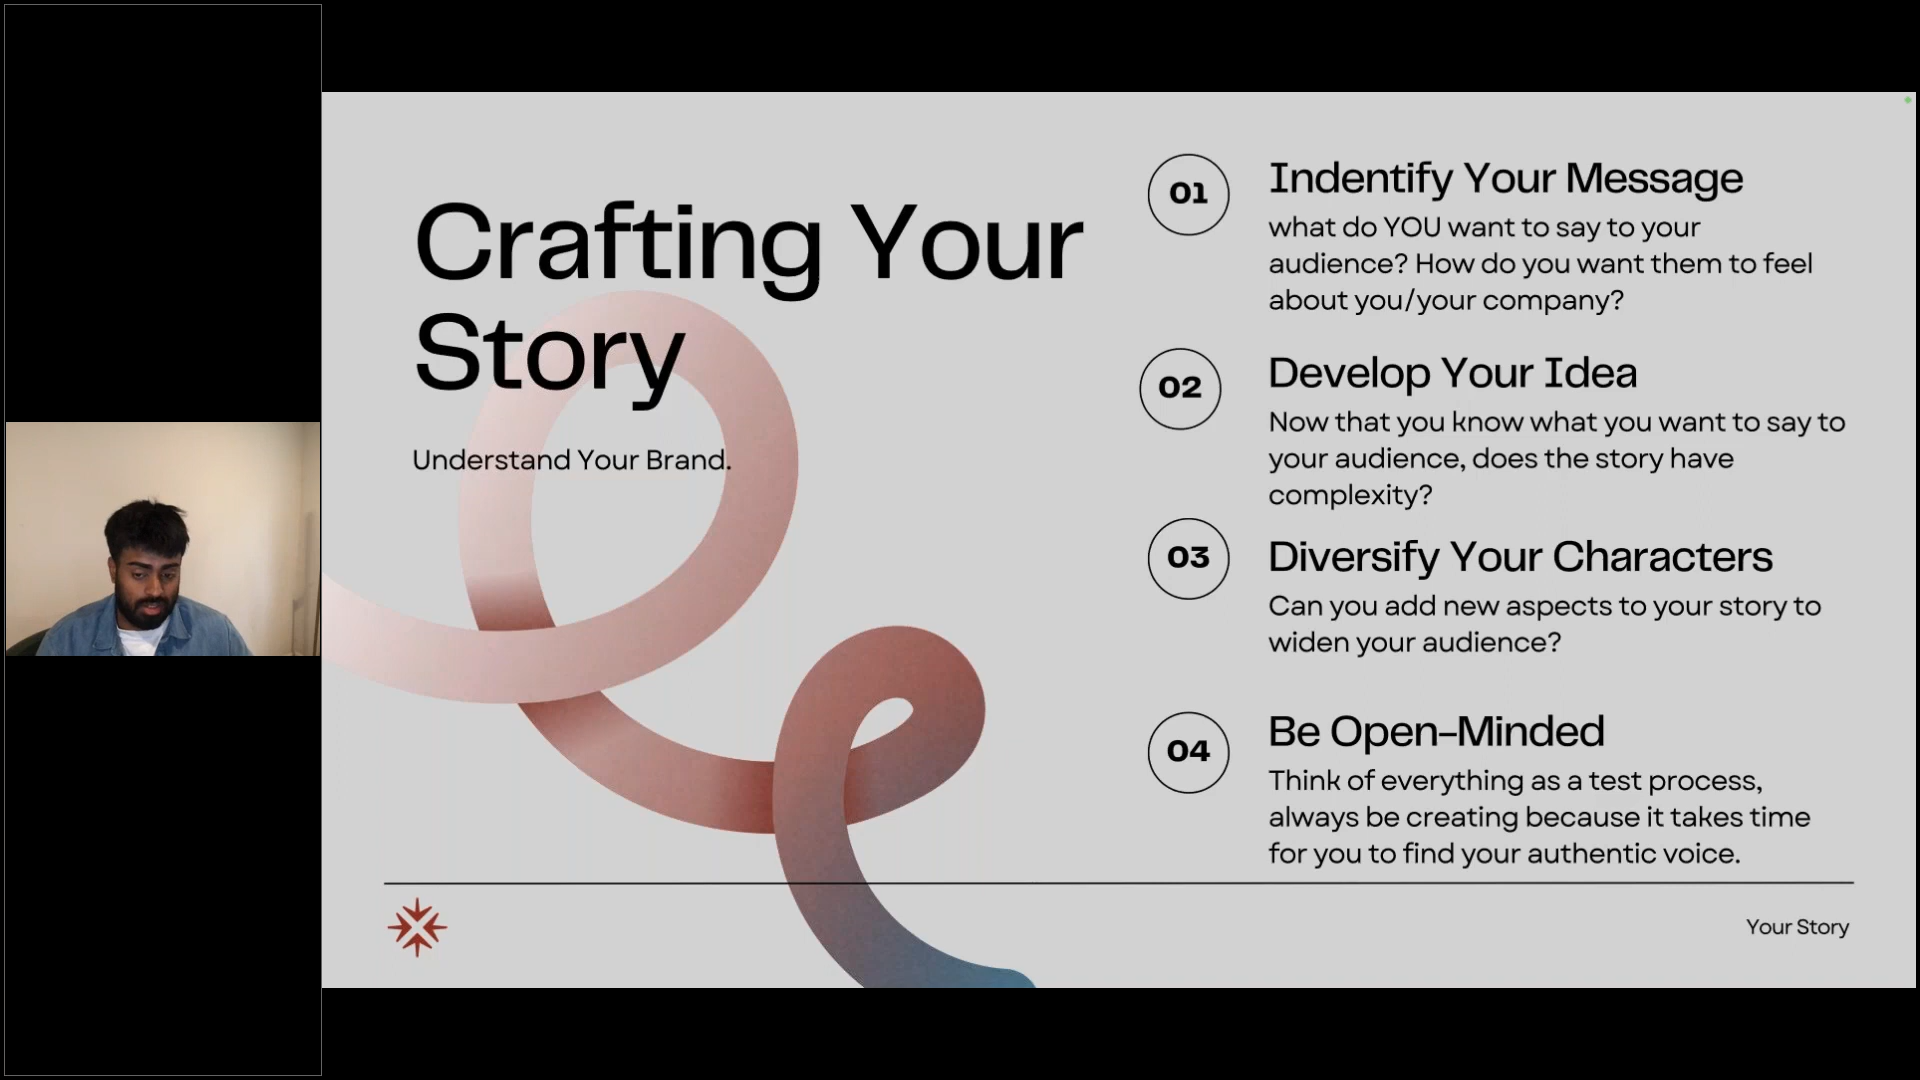 Crafting Your
Story
Understand Your Brand.
01
Indentify Your Message
what do YOU want to say to your
audience? How do you want them to feel
about you/your company?
02
Develop Your Idea
Now that you know what you want to say to
your audience, does the story have
complexity?
03
Diversify Your Characters
Can you add new aspects to your story to
widen your audience?
04
Be Open–Minded
Think of everything as a test process,
always be creating because it takes time
for you to find your authentic voice.
Your Story